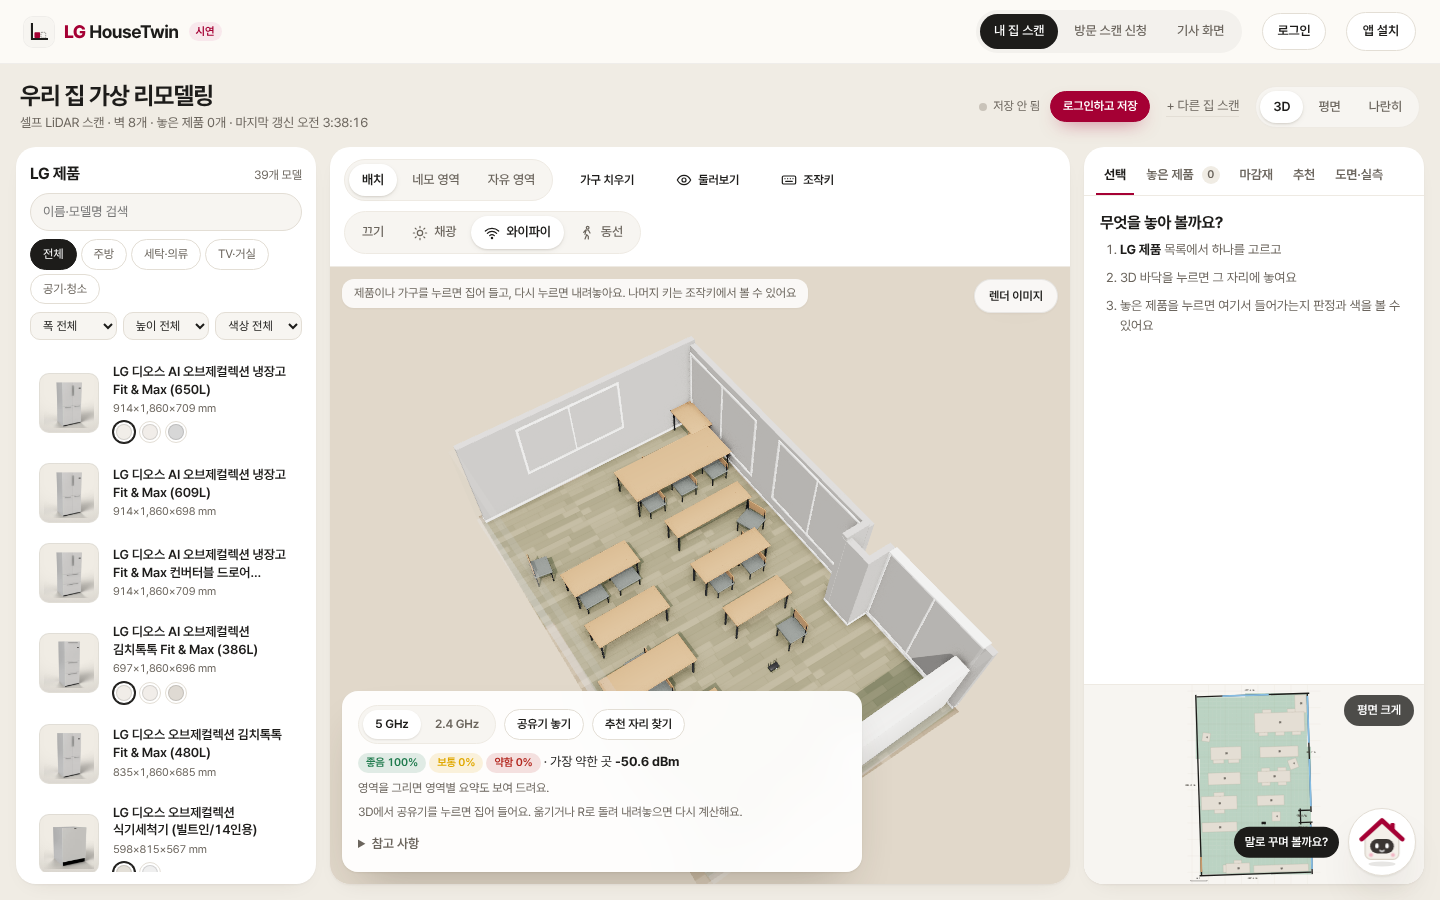 LG HouseTwin 시연
내 집 스캔 방문 스캔 신청 기사 화면 로그인 앱 설치
우리 집 가상 리모델링
셀프 LiDAR 스캔 · 벽 8개 · 놓은 제품 0개 · 마지막 갱신 오전 3:38:16
저장 안 됨 로그인하고 저장 + 다른 집 스캔 3D 평면 나란히
LG 제품 39개 모델
이름·모델명 검색
전체 주방 세탁·의류 TV·거실
공기·청소
폭 전체 높이 전체 색상 전체
LG 디오스 AI 오브제컬렉션 냉장고
Fit & Max (650L)
914×1,860×709 mm
LG 디오스 AI 오브제컬렉션 냉장고
Fit & Max (609L)
914×1,860×698 mm
LG 디오스 AI 오브제컬렉션 냉장고
Fit & Max 컨버터블 드로어...
914×1,860×709 mm
LG 디오스 AI 오브제컬렉션
김치톡톡 Fit & Max (386L)
697×1,860×696 mm
LG 디오스 오브제컬렉션 김치톡톡
Fit & Max (480L)
835×1,860×685 mm
LG 디오스 오브제컬렉션
식기세척기 (빌트인/14인용)
598×815×567 mm
배치 네모 영역 자유 영역 가구 치우기 둘러보기 조작키
끄기 채광 와이파이 동선
제품이나 가구를 누르면 집어 들고, 다시 누르면 내려놓아요. 나머지 키는 조작키에서 볼 수 있어요
렌더 이미지
5 GHz 2.4 GHz 공유기 놓기 추천 자리 찾기
좋음 100% 보통 0% 약함 0% · 가장 약한 곳 -50.6 dBm
영역을 그리면 영역별 요약도 보여 드려요.
3D에서 공유기를 누르면 집어 들어요. 옮기거나 R로 돌려 내려놓으면 다시 계산해요.
▶ 참고 사항
선택 놓은 제품 0 마감재 추천 도면·실측
무엇을 놓아 볼까요?
1. LG 제품 목록에서 하나를 고르고
2. 3D 바닥을 누르면 그 자리에 놓여요
3. 놓은 제품을 누르면 여기서 들어가는지 판정과 색을 볼 수
있어요
평면 크게
말로 꾸며 볼까요?